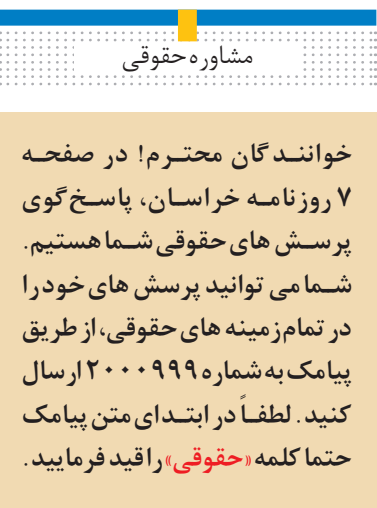 مشاوره حقوقی
خوانندگان محترم! در صفحه
۷ روزنامه خراسان، پاسخ گوی
پرسش های حقوقی شما هستیم.
شما می توانید پرسش های خود را
در تمام زمینه های حقوقی، از طریق
پیامک به شماره ۲۰۰۰۹۹۹ ارسال
کنید. لطفاً در ابتدای متن پیامک
حتما کلمه «حقوقی» را قید فرمایید.